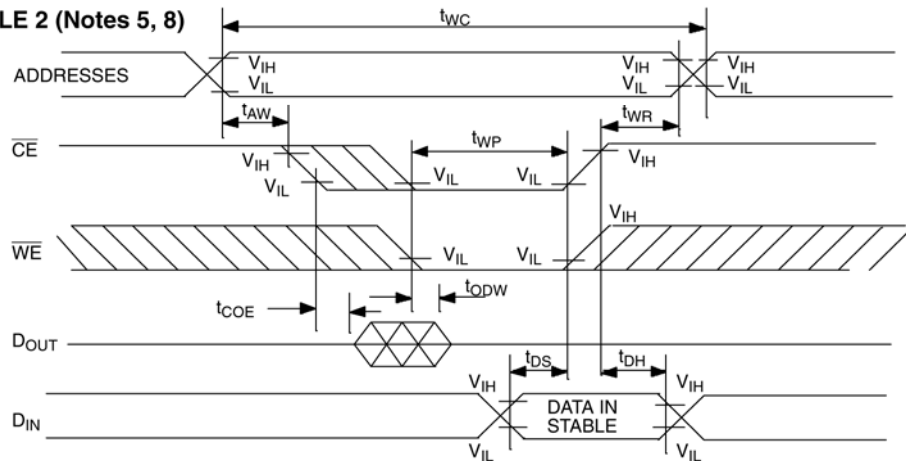 LE 2 (Notes 5, 8)
tWC
ADDRESSES
VIH
VIL
VIH
VIL
VIH
VIL
tAW
tWR
CE
tWP
VIH
VIL
VIL
VIL
VIH
WE
VIH
VIL
VIL
tCOE
tODW
DOUT
tDS
tDH
DIN
VIH
VIL
DATA IN
STABLE
VIH
VIL